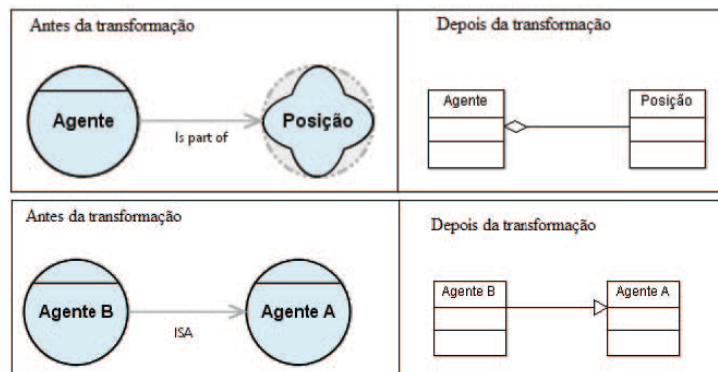 Antes da transformação
Agente
Is part of
Posição
Depois da transformação
Agente
Posição
Antes da transformação
Agente B
ISA
Agente A
Depois da transformação
Agente B
Agente A